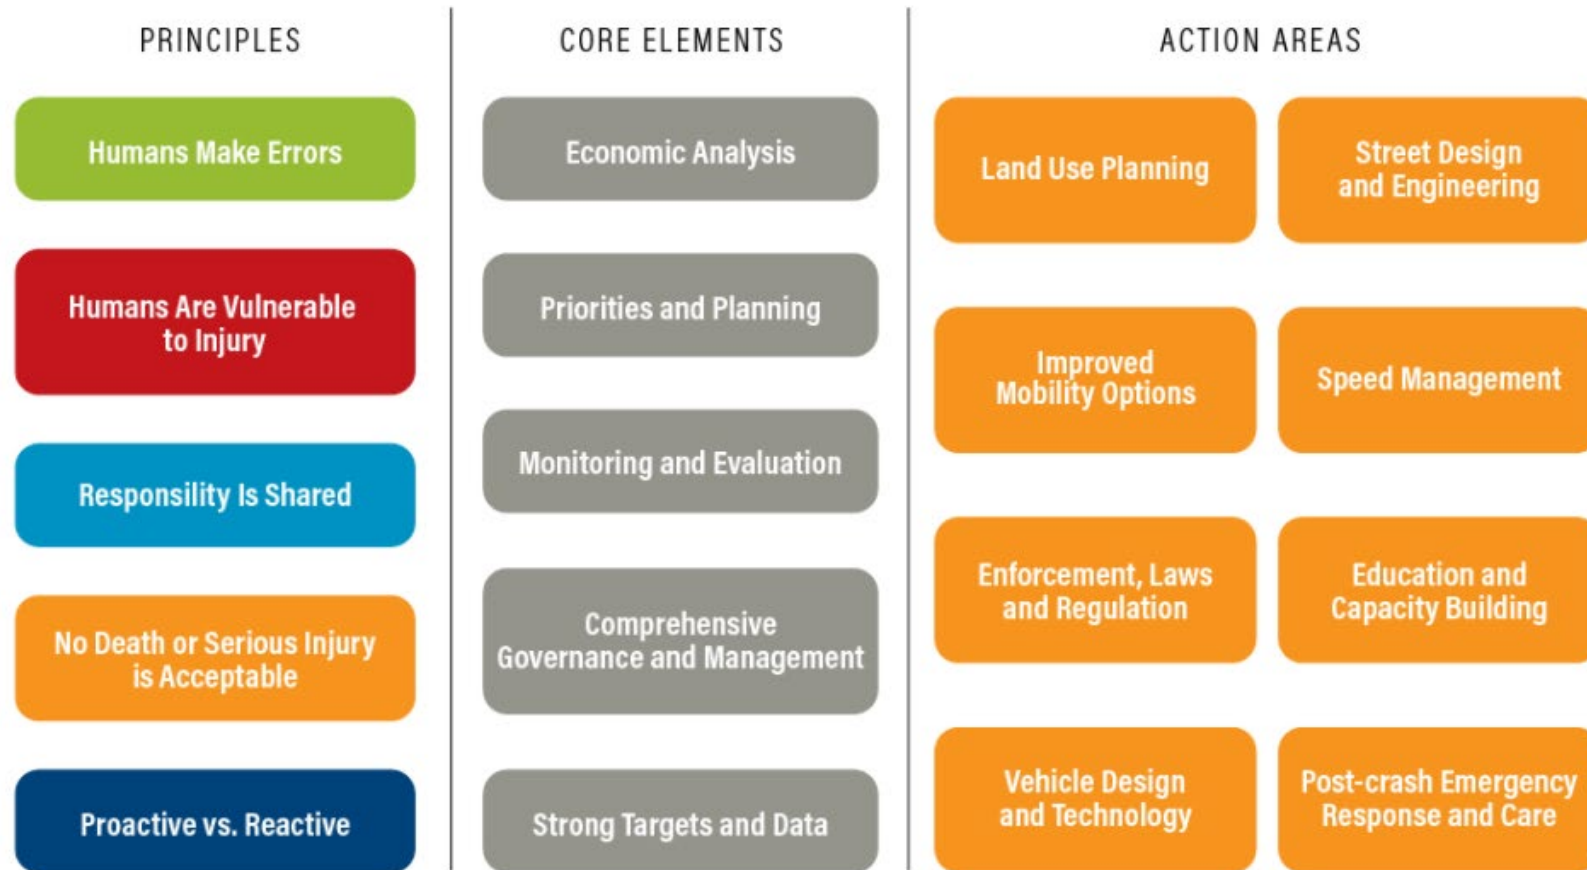 PRINCIPLES
Humans Make Errors
Humans Are Vulnerable
to Injury
Responsility Is Shared
No Death or Serious Injury
is Acceptable
Proactive vs. Reactive
CORE ELEMENTS
Economic Analysis
Priorities and Planning
Monitoring and Evaluation
Comprehensive
Governance and Management
Strong Targets and Data
ACTION AREAS
Land Use Planning
Street Design
and Engineering
Improved
Mobility Options
Speed Management
Enforcement, Laws
and Regulation
Education and
Capacity Building
Vehicle Design
and Technology
Post-crash Emergency
Response and Care